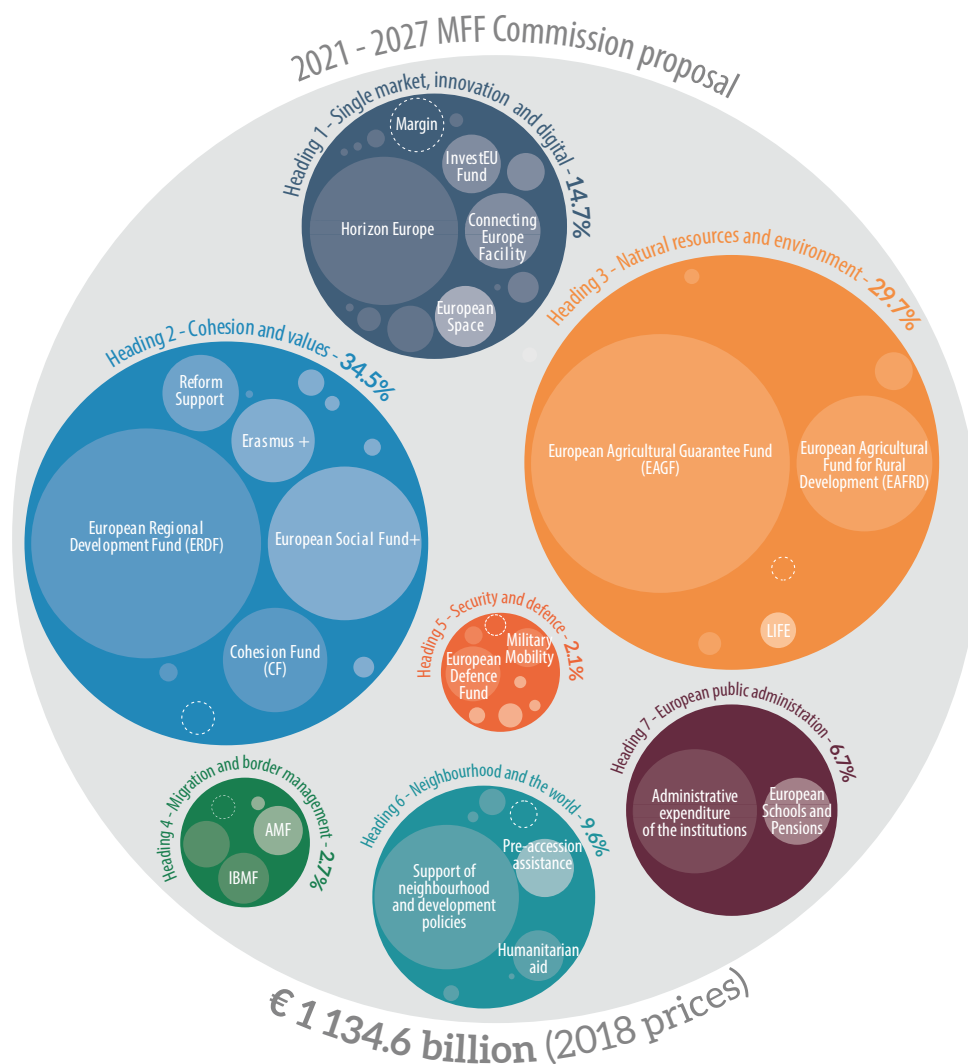 2021 - 2027 MFF Commission proposal
Heading 1 - Single market, innovation and digital - 14.7%
Margin
InvestEU
Fund
Horizon Europe
Connecting
Europe
Facility
European
Space
Heading 2 - Cohesion and values - 34.5%
Reform
Support
Erasmus +
European Regional
Development Fund (ERDF)
European Social Fund+
Cohesion Fund
(CF)
Heading 3 - Natural resources and environment - 29.7%
European Agricultural Guarantee Fund
(EAGF)
European Agricultural
Fund for Rural
Development (EAFRD)
LIFE
Heading 5 - Security and defence - 2.1%
Military
Mobility
European
Defence
Fund
Heading 4 - Migration and border management - 2.7%
AMF
IBMF
Heading 6 - Neighbourhood and the world - 9.6%
Pre-accession
assistance
Support of
neighbourhood
and development
policies
Humanitarian
aid
Heading 7 - European public administration - 6.7%
Administrative
expenditure
of the institutions
European
Schools and
Pensions
€ 1 134.6 billion (2018 prices)